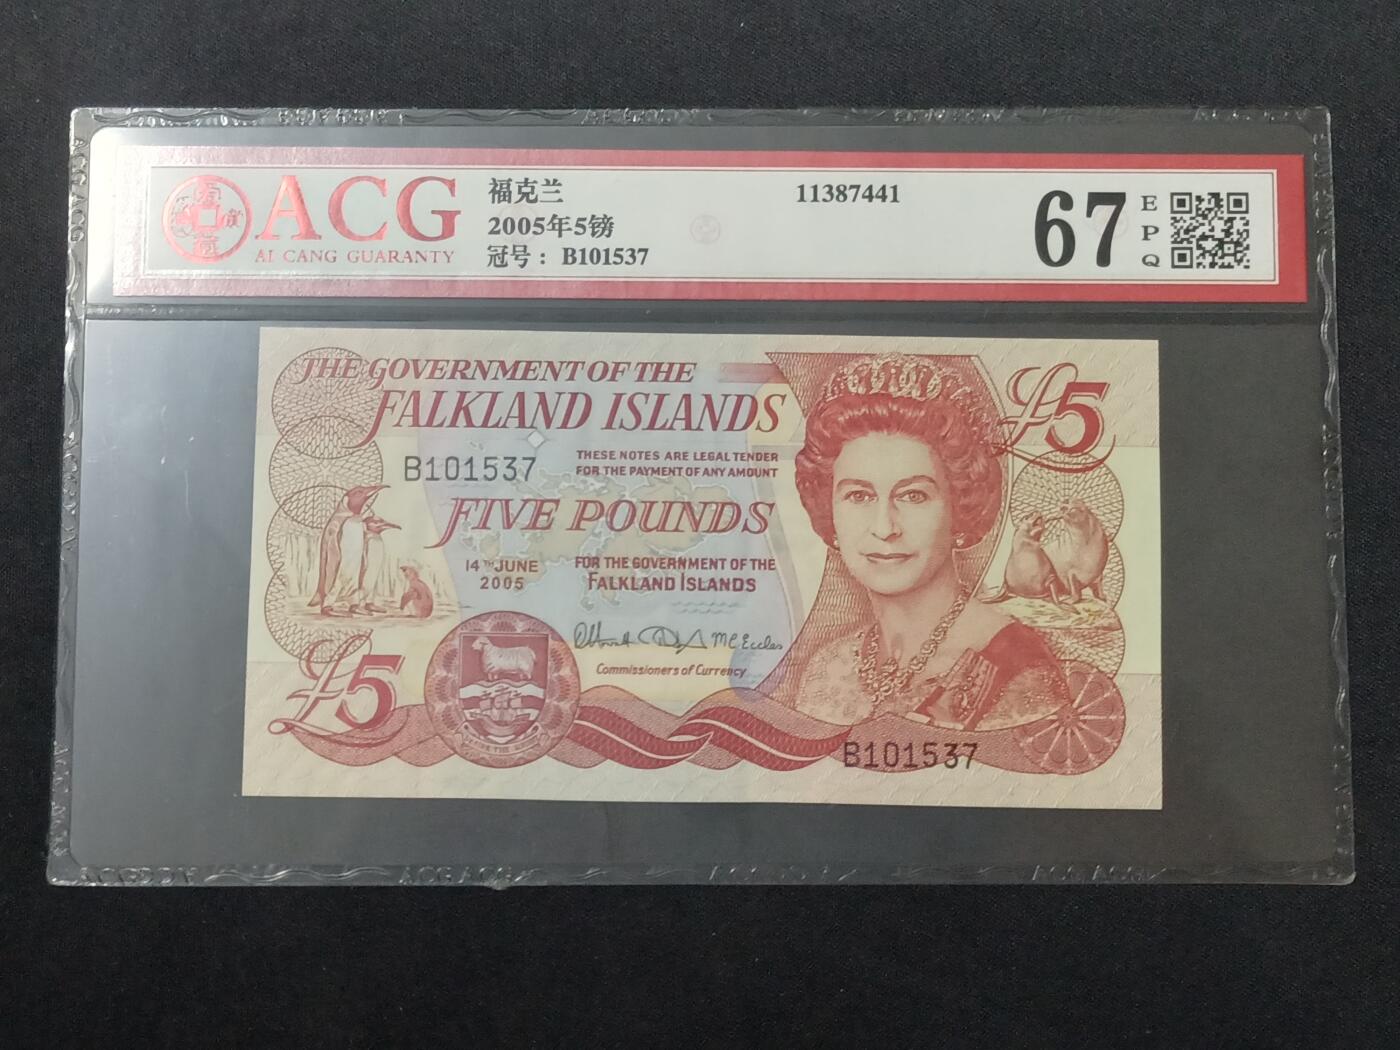 ACG
AI CANG GUARANTY
福克兰
2005年5镑
冠号： B101537
11387441
67
EPQ
THE GOVERNMENT OF THE
FALKLAND ISLANDS
£5
B101537
THESE NOTES ARE LEGAL TENDER
FOR THE PAYMENT OF ANY AMOUNT
FIVE POUNDS
14TH JUNE
2005
FOR THE GOVERNMENT OF THE
FALKLAND ISLANDS
Commissioners of Currency
£5
B101537